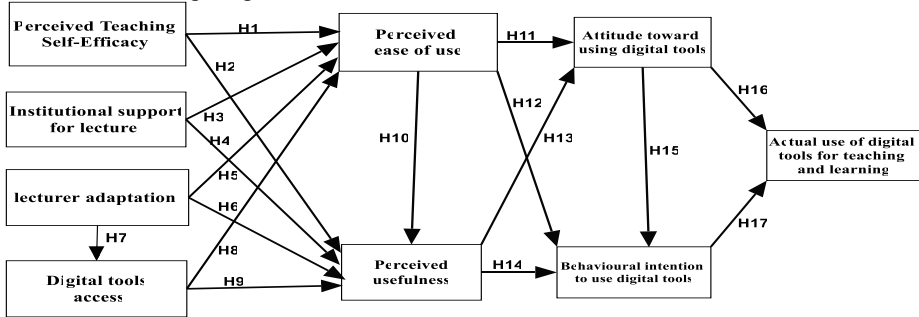 Perceived Teaching
Self-Efficacy
H1
H2
Perceived
ease of use
H11
Attitude toward
using digital tools
H16
Institutional support
for lecture
H3
H4
H12
H13
H10
H15
Actual use of digital
tools for teaching
and learning
H5
lecturer adaptation
H6
H17
H7
H8
Digital tools
access
H9
Perceived
usefulness
H14
Behavioural intention
to use digital tools